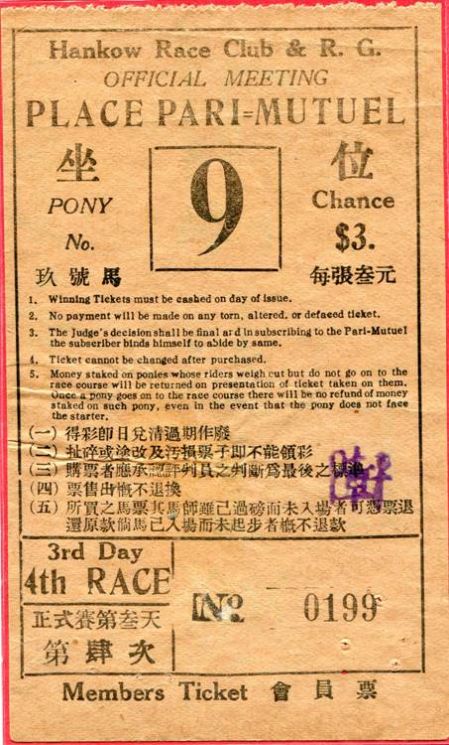 Hankow Race Club & R. G.
OFFICIAL MEETING
PLACE PARI=MUTUEL
坐 位
9
PONY
No.
Chance
$3.
玖號馬
每張叁元
1. Winning Tickets must be cashed on day of issue.
2. No payment will be made on any torn, altered, or defaced ticket.
3. The Judge's decision shall be final ard in subscribing to the Pari-Mutuel
the subscriber binds himself to abide by same.
4. Ticket cannot be changed after purchased.
5. Money staked on ponies whose riders weigh out but do not go on to the
race course will be returned on presentation of ticket taken on them.
Once a pony goes on to the race course there will be no refund of money
staked on such pony, even in the event that the pony does not face
the starter.
(一) 得彩即日兌清過期作廢
(二) 扯碎或塗改及汚損票子即不能領彩
(三) 購票者應承認評判員之判斷為最後之標準
(四) 票售出慨不退換
(五) 所買之馬票其馬師雖已過磅而未入場者可憑票退
還原款倘馬已入場而未起步者慨不退款
3rd Day
4th RACE
正式賽第叁天
第肆次
No. 0199
Members Ticket 會員票